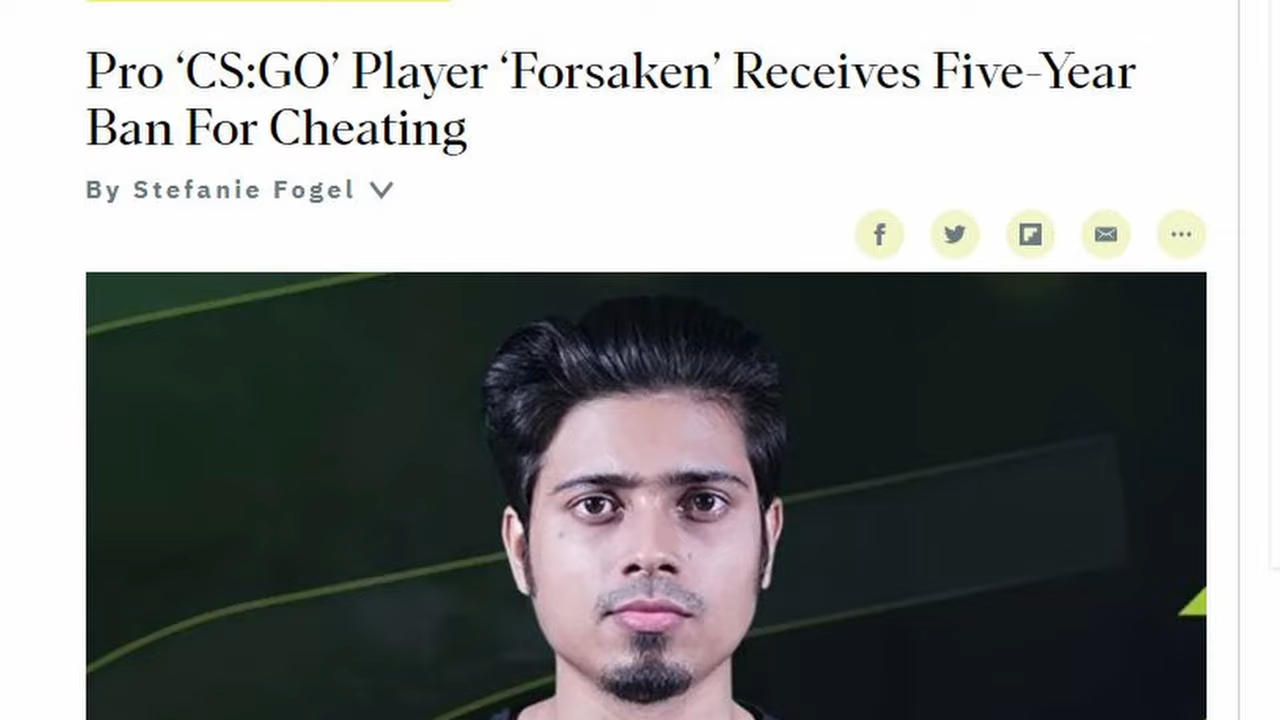 Pro ‘CS:GO’ Player ‘Forsaken’ Receives Five-Year
Ban For Cheating
By Stefanie Fogel